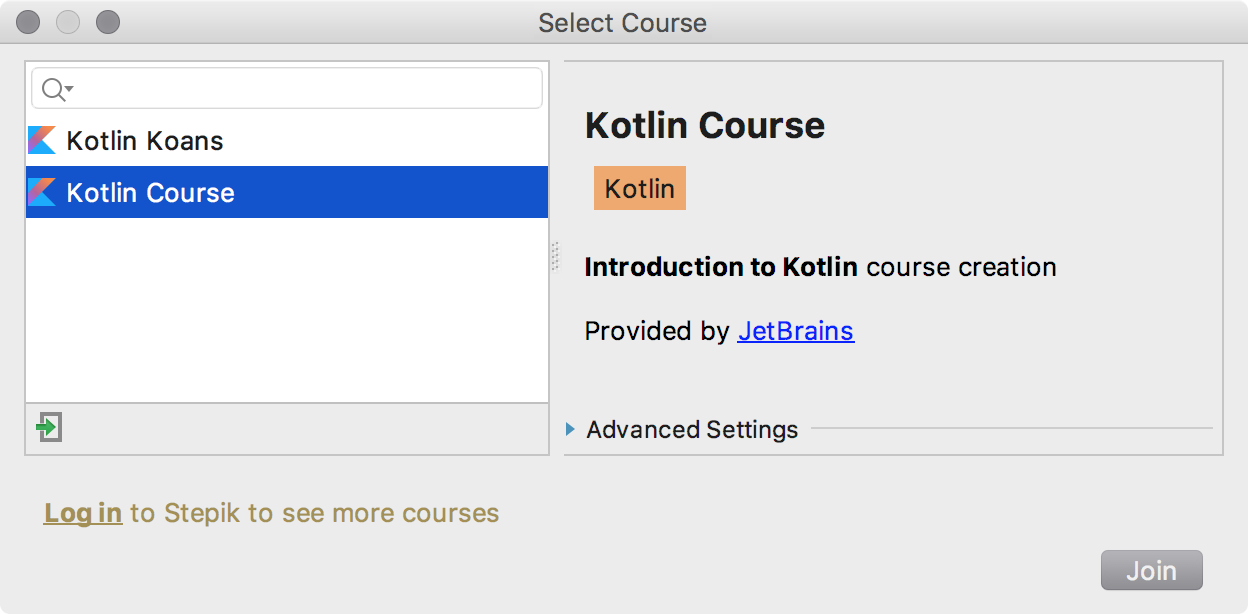 Select Course
Kotlin Koans
Kotlin Course
Kotlin Course
Kotlin
Introduction to Kotlin course creation
Provided by JetBrains
Advanced Settings
Log in to Stepik to see more courses
Join